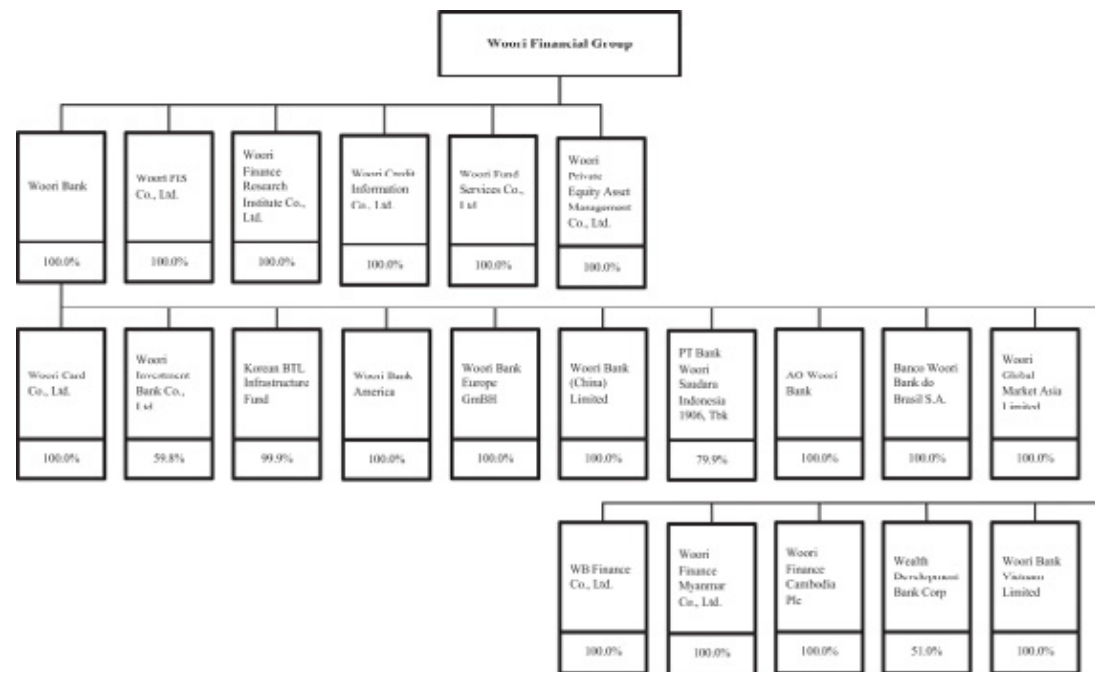 Woori Financial Group
Woori Bank
100.0%
Woori FIS
Co., Ltd.
100.0%
Woori
Finance
Research
Institute Co.,
Ltd.
100.0%
Woori Credit
Information
Co., Ltd.
100.0%
Woori Fund
Services Co.,
Ltd
100.0%
Woori
Private
Equity Asset
Management
Co., Ltd.
100.0%
Woori Card
Co., Ltd.
100.0%
Woori
Investment
Bank Co.,
Ltd.
59.8%
Korean BTL
Infrastructure
Fund
99.9%
Woori Bank
America
100.0%
Woori Bank
Europe
GmBH
100.0%
Woori Bank
(China)
Limited
100.0%
PT Bank
Woori
Saudara
Indonesia
1906, Tbk
79.9%
AO Woori
Bank
100.0%
Banco Woori
Bank do
Brasil S.A.
100.0%
Woori
Global
Market Asia
Limited
100.0%
WB Finance
Co., Ltd.
100.0%
Woori
Finance
Myanmar
Co., Ltd.
100.0%
Woori
Finance
Cambodia
Plc
100.0%
Wealth
Development
Bank Corp
51.0%
Woori Bank
Vietnam
Limited
100.0%